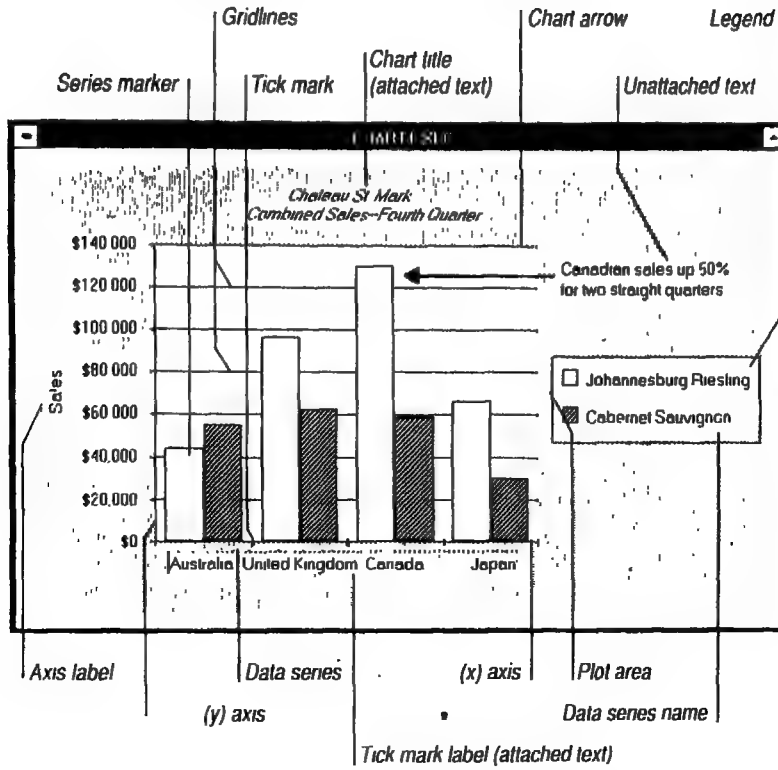 Gridlines
Chart arrow
Legend
Chart title
(attached text)
Series marker
Tick mark
Unattached text
Chateau St Mark
Combined Sales--Fourth Quarter
$140 000
$120 000
$100 000
$80 000
$60 000
$40,000
$20,000
$0
Sales
Canadian sales up 50%
for two straight quarters
Johannesburg Riesling
Cabernet Sauvignon
Australia
United Kingdom
Canada
Japan
Axis label
Data series
(x) axis
Plot area
(y) axis
Data series name
Tick mark label (attached text)